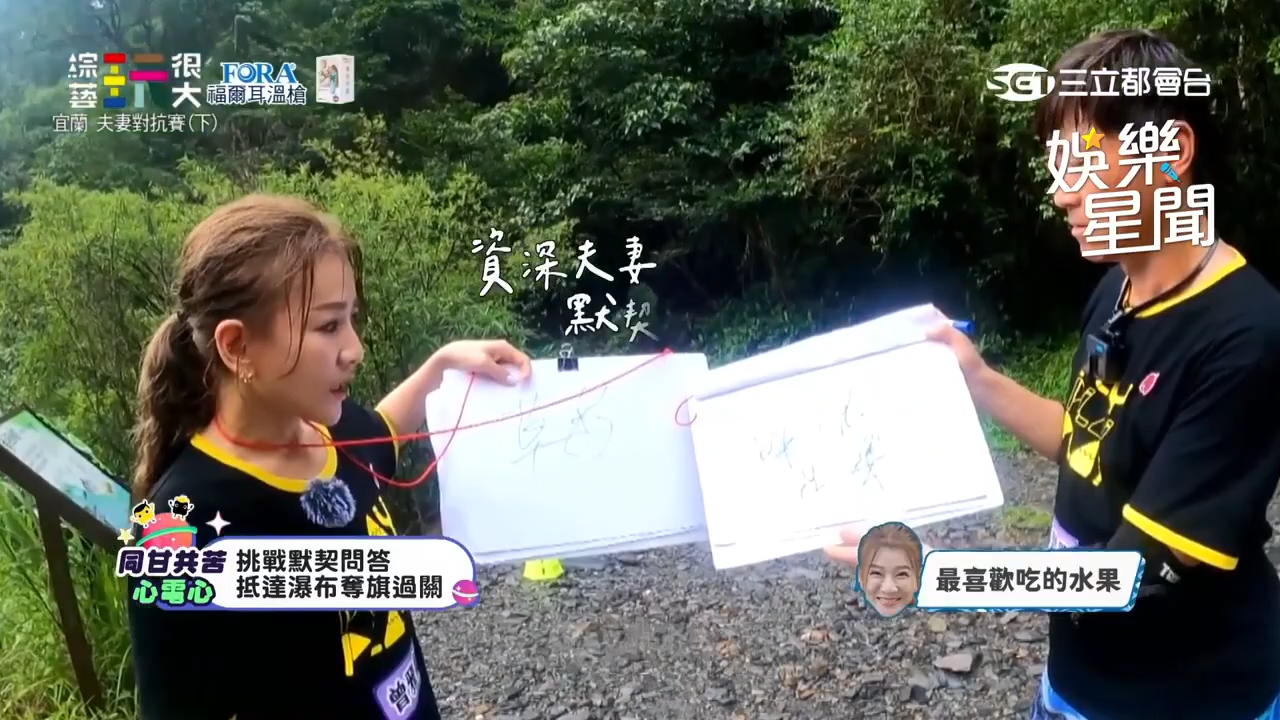 綜藝玩很大
FORA
福爾耳溫槍
宜蘭 夫妻對抗賽(下)
SET 三立都會台
娛樂
星聞
資深夫妻
默契
同甘共苦
心電心
挑戰默契問答
抵達瀑布奪旗過關
最喜歡吃的水果